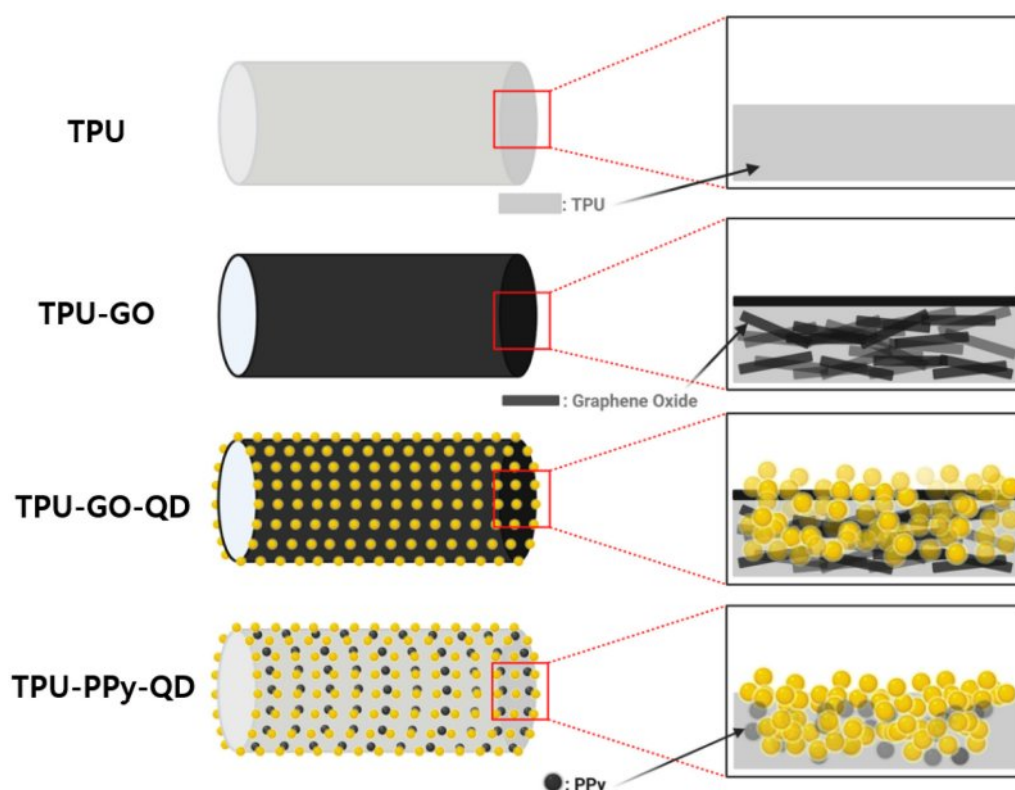 TPU
: TPU
TPU-GO
: Graphene Oxide
TPU-GO-QD
TPU-PPy-QD
: PPy